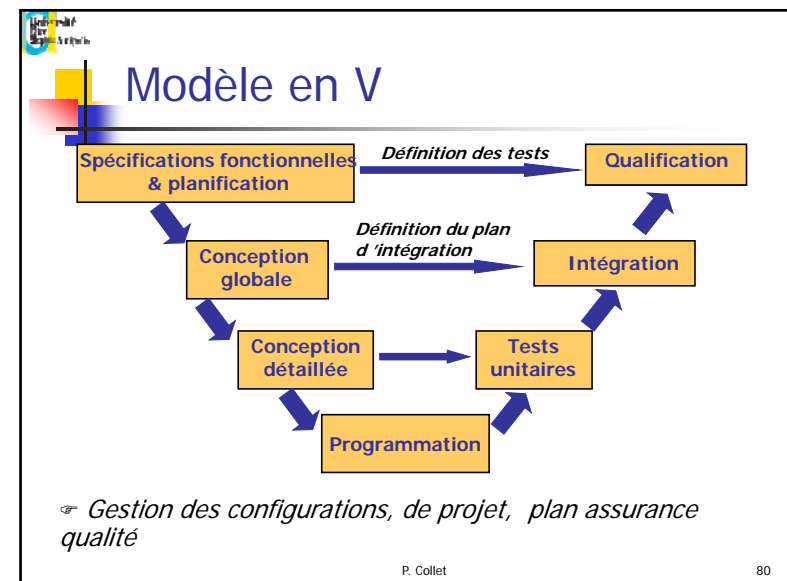 Université
Modèle en V
Spécifications fonctionnelles
& planification
Définition des tests
Qualification
Définition du plan
d ‘intégration
Conception
globale
Intégration
Conception
détaillée
Tests
unitaires
Programmation
☞ Gestion des configurations, de projet, plan assurance
qualité
P. Collet
80